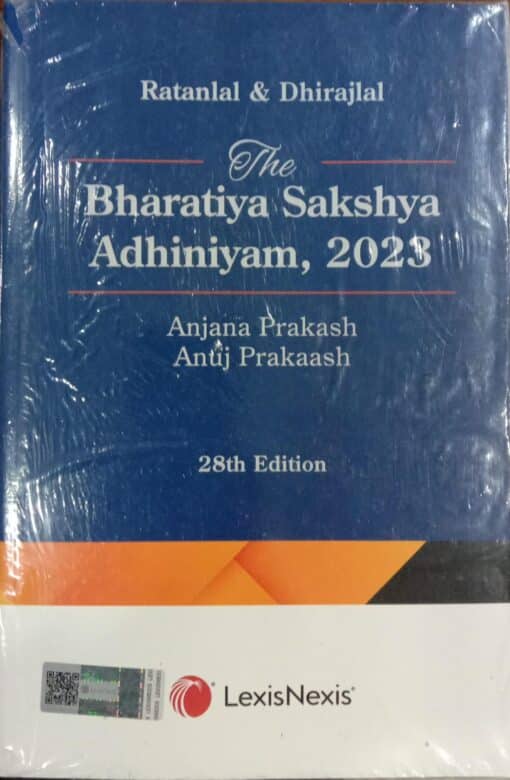 Ratanlal & Dhirajlal
The
Bharatiya Sakshya
Adhiniyam, 2023
Anjana Prakash
Anuj Prakaash
28th Edition
LexisNexis®